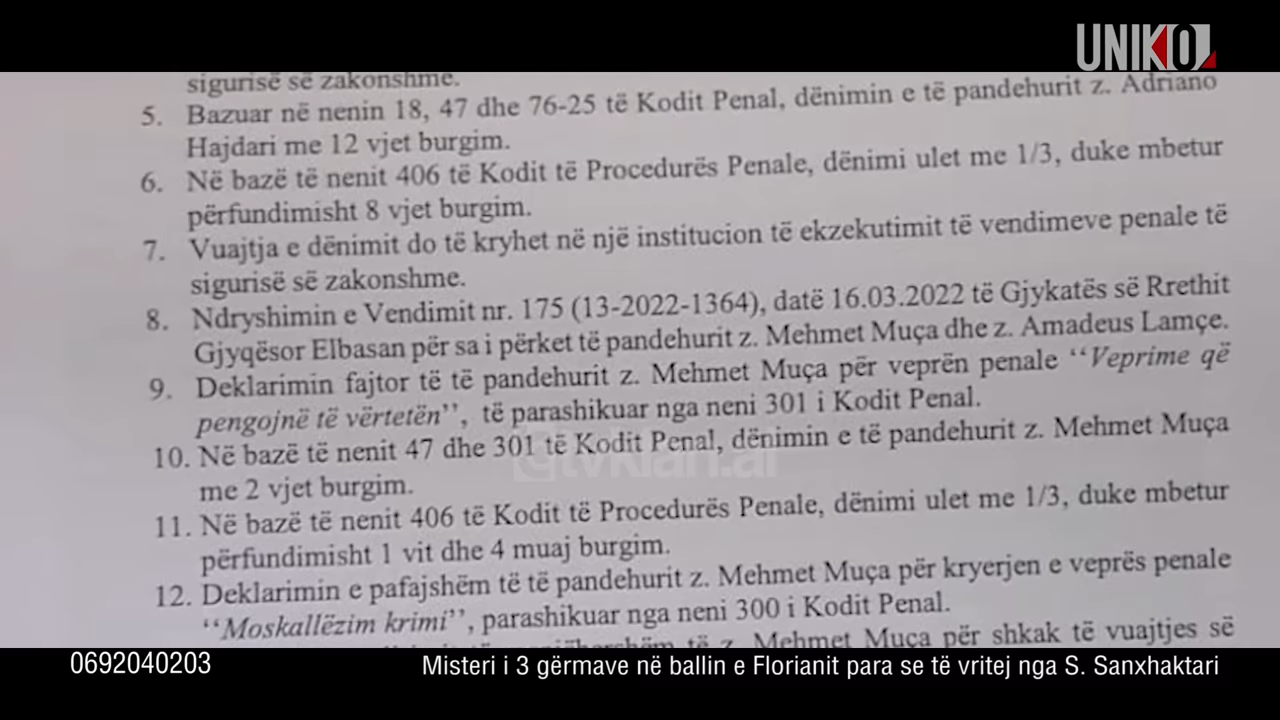 UNIKO
sigurisë së zakonshme.
5. Bazuar në nenin 18, 47 dhe 76-25 të Kodit Penal, dënimin e të pandehurit z. Adriano
Hajdari me 12 vjet burgim.
6. Në bazë të nenit 406 të Kodit të Procedurës Penale, dënimi ulet me 1/3, duke mbetur
përfundimisht 8 vjet burgim.
7. Vuajtja e dënimit do të kryhet në një institucion të ekzekutimit të vendimeve penale të
sigurisë së zakonshme.
8. Ndryshimin e Vendimit nr. 175 (13-2022-1364), datë 16.03.2022 të Gjykatës së Rrethit
Gjyqësor Elbasan për sa i përket të pandehurit z. Mehmet Muça dhe z. Amadeus Lamçe.
9. Deklarimin fajtor të të pandehurit z. Mehmet Muça për veprën penale ‘‘Veprime që
pengojnë të vërtetën’’, të parashikuar nga neni 301 i Kodit Penal.
10. Në bazë të nenit 47 dhe 301 të Kodit Penal, dënimin e të pandehurit z. Mehmet Muça
me 2 vjet burgim.
tvklan.al
11. Në bazë të nenit 406 të Kodit të Procedurës Penale, dënimi ulet me 1/3, duke mbetur
përfundimisht 1 vit dhe 4 muaj burgim.
12. Deklarimin e pafajshëm të të pandehurit z. Mehmet Muça për kryerjen e veprës penale
‘‘Moskallëzim krimi’’, parashikuar nga neni 300 i Kodit Penal.
të z. Mehmet Muça për shkak të vuajtjes së
0692040203
Misteri i 3 gërmave në ballin e Florianit para se të vritej nga S. Sanxhaktari